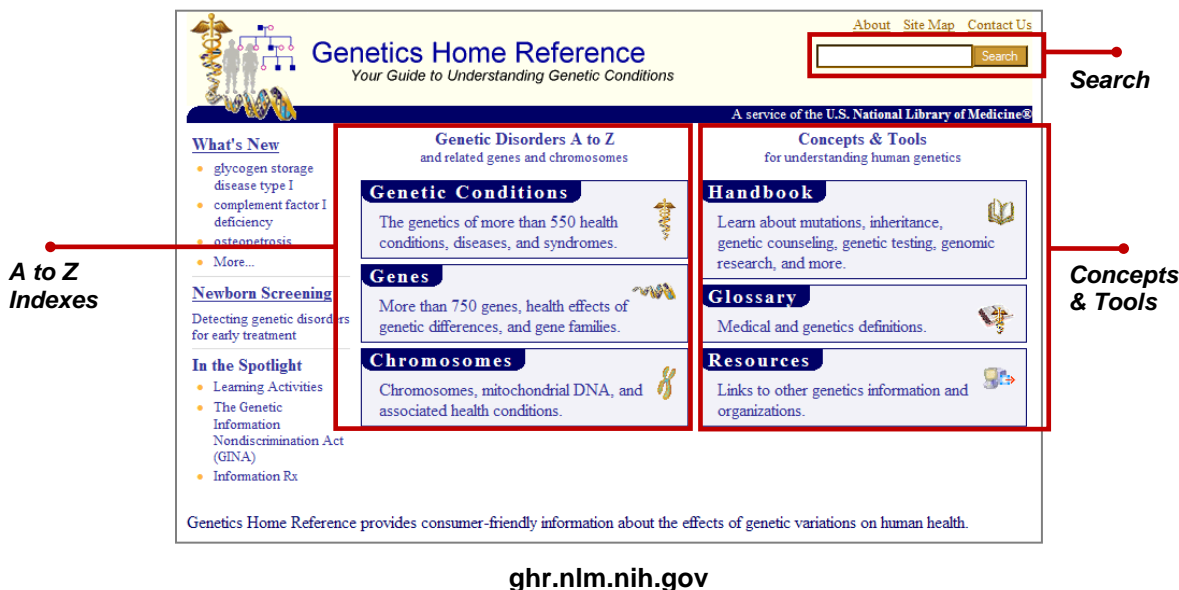 About Site Map Contact Us
Genetics Home Reference
Your Guide to Understanding Genetic Conditions
Search
Search
A service of the U.S. National Library of Medicine®
What's New
glycogen storage
disease type I
complement factor I
deficiency
osteopetrosis
More...
Newborn Screening
Detecting genetic disorders
for early treatment
In the Spotlight
Learning Activities
The Genetic
Information
Nondiscrimination Act
(GINA)
Information Rx
A to Z
Indexes
Genetic Disorders A to Z
and related genes and chromosomes
Genetic Conditions
The genetics of more than 550 health
conditions, diseases, and syndromes.
Genes
More than 750 genes, health effects of
genetic differences, and gene families.
Chromosomes
Chromosomes, mitochondrial DNA, and
associated health conditions.
Concepts & Tools
for understanding human genetics
Handbook
Learn about mutations, inheritance,
genetic counseling, genetic testing, genomic
research, and more.
Glossary
Medical and genetics definitions.
Resources
Links to other genetics information and
organizations.
Concepts
& Tools
Genetics Home Reference provides consumer-friendly information about the effects of genetic variations on human health.
ghr.nlm.nih.gov